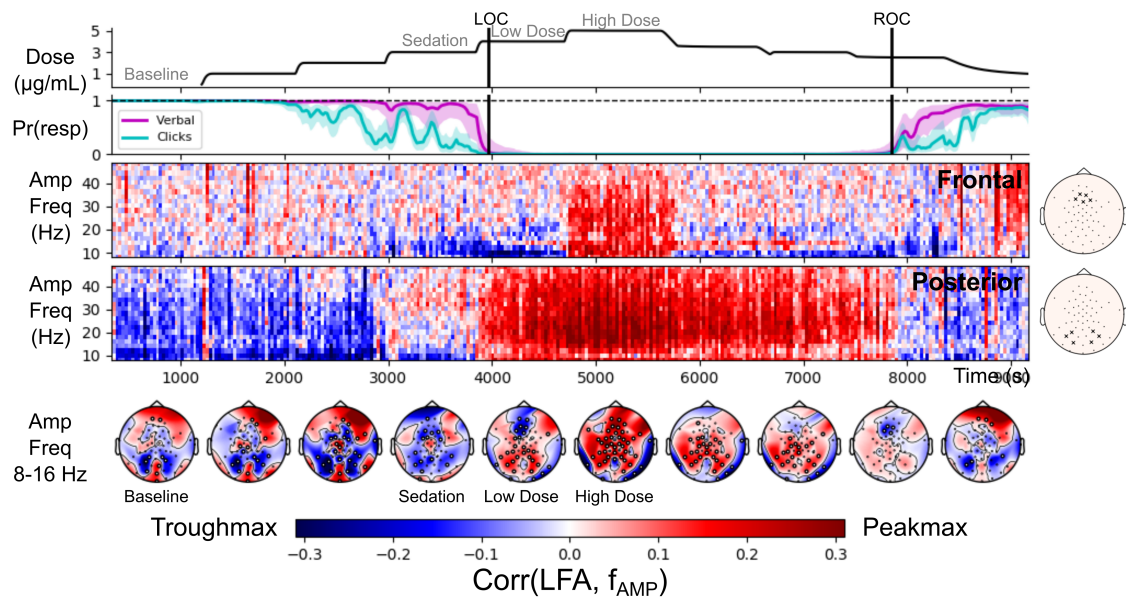 LOC
ROC
Dose
(µg/mL)
5
3
1
Baseline
Sedation
Low Dose
High Dose
Pr(resp)
1
0
Verbal
Clicks
Amp
Freq
(Hz)
40
30
20
10
Frontal
Amp
Freq
(Hz)
40
30
20
10
Posterior
1000 2000 3000 4000 5000 6000 7000 8000 9000
Time (s)
Amp
Freq
8-16 Hz
Baseline Sedation Low Dose High Dose
Troughmax
Peakmax
−0.3 −0.2 −0.1 0.0 0.1 0.2 0.3
Corr(LFA, fAMP)